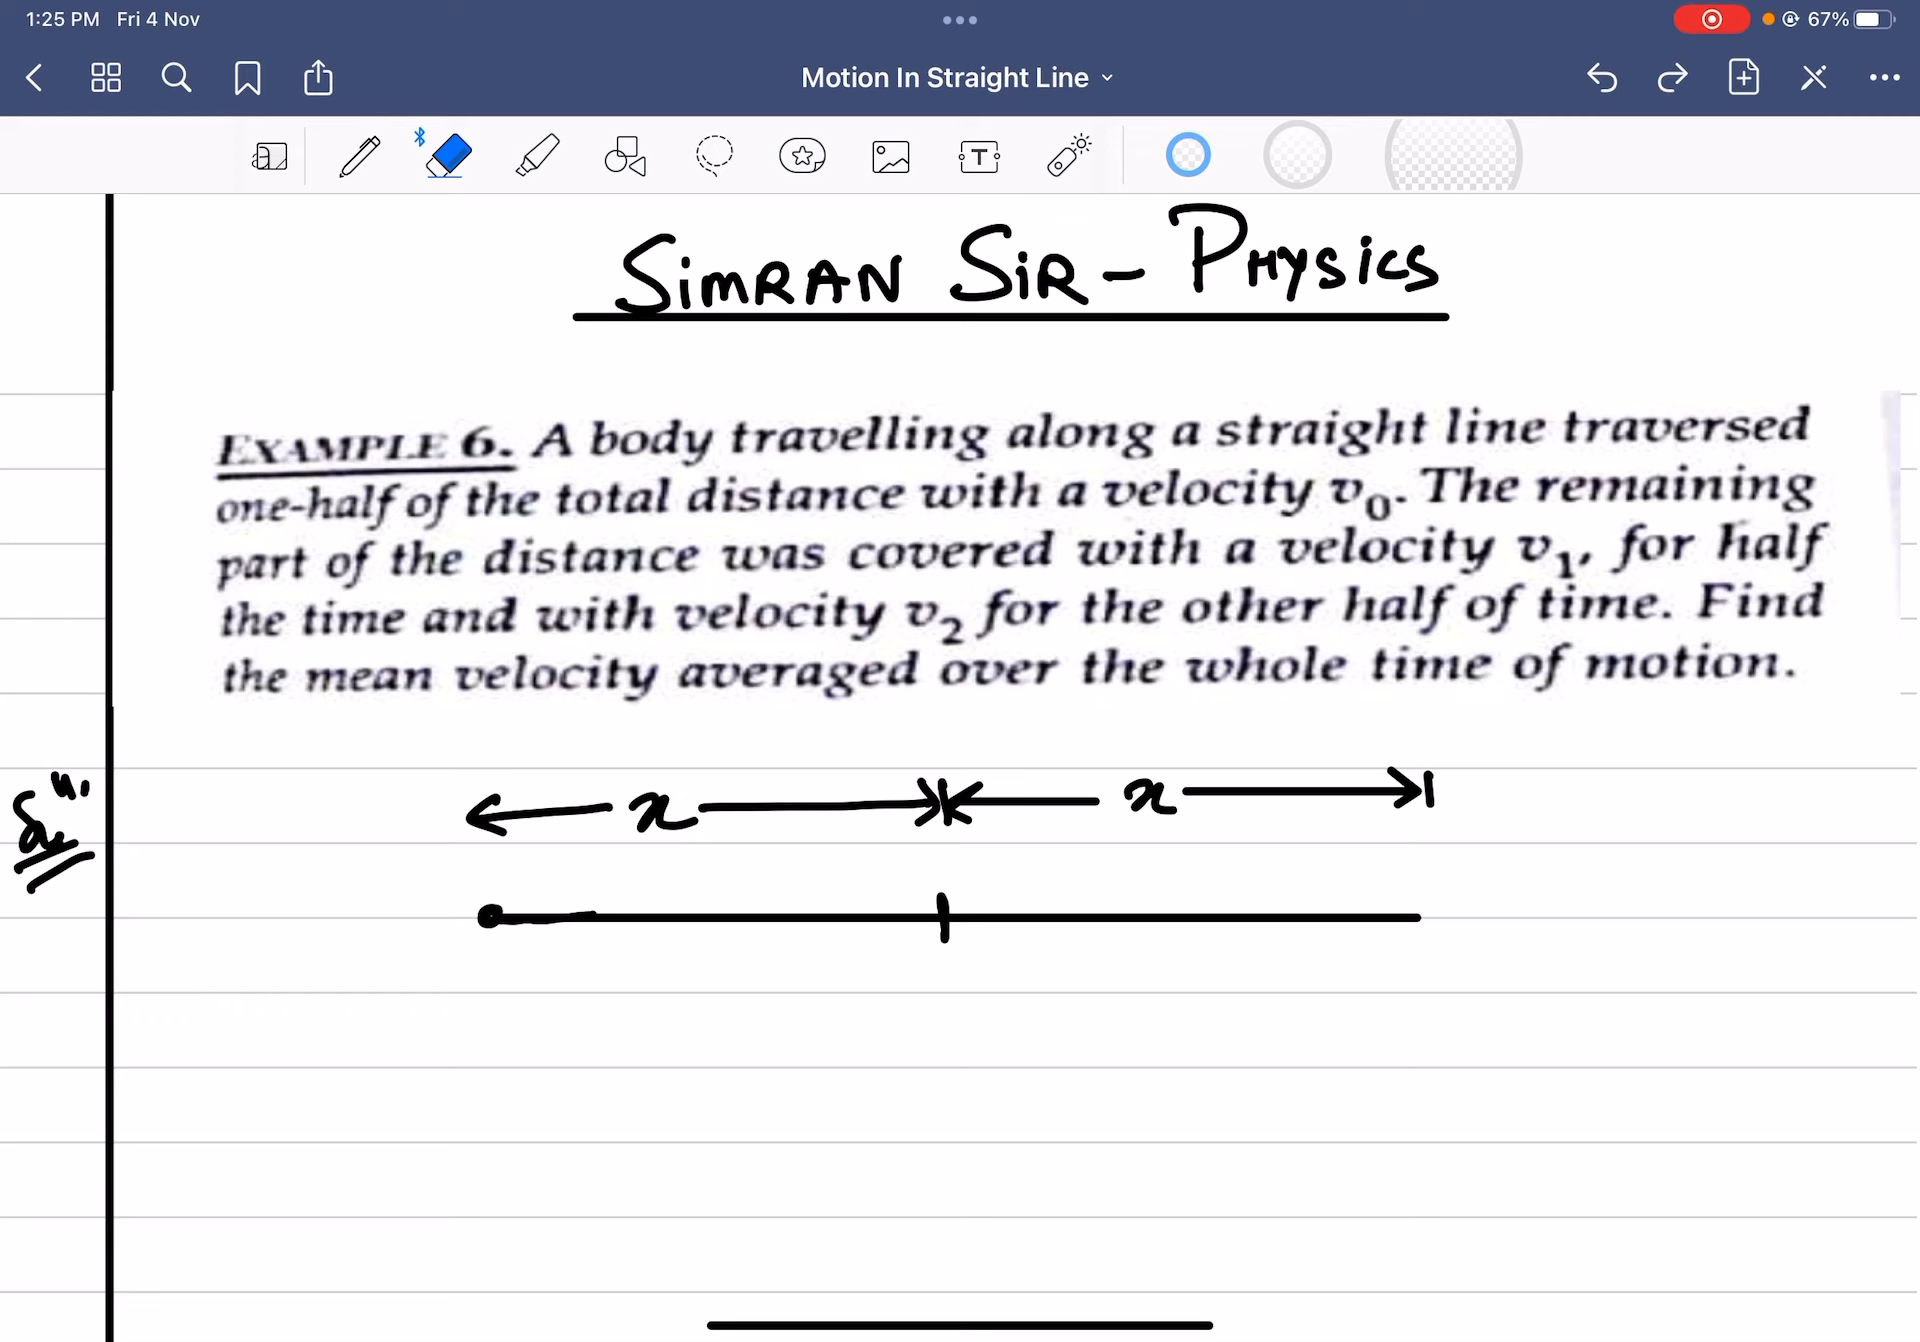 1:25 PM Fri 4 Nov
67%
Motion In Straight Line
SIMRAN SIR - PHYSICS
EXAMPLE 6. A body travelling along a straight line traversed
one-half of the total distance with a velocity v₀. The remaining
part of the distance was covered with a velocity v₁, for half
the time and with velocity v₂ for the other half of time. Find
the mean velocity averaged over the whole time of motion.
x x